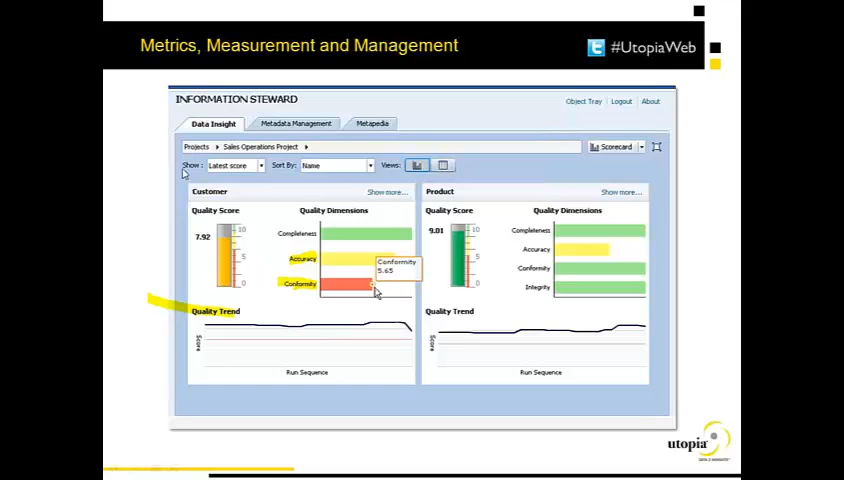 Metrics, Measurement and Management
#UtopiaWeb
INFORMATION STEWARD
Object Tray Logout About
Data Insight Metadata Management Metapedia
Projects Sales Operations Project Scorecard
Show: Latest score Sort By: Name Views:
Customer Show more...
Quality Score Quality Dimensions
7.92
10
5
0
Completeness
Accuracy
Conformity
Conformity
5.65
Quality Trend
Score
Run Sequence
Product Show more...
Quality Score Quality Dimensions
9.01
10
5
0
Completeness
Accuracy
Conformity
Integrity
Score
Run Sequence
utopia